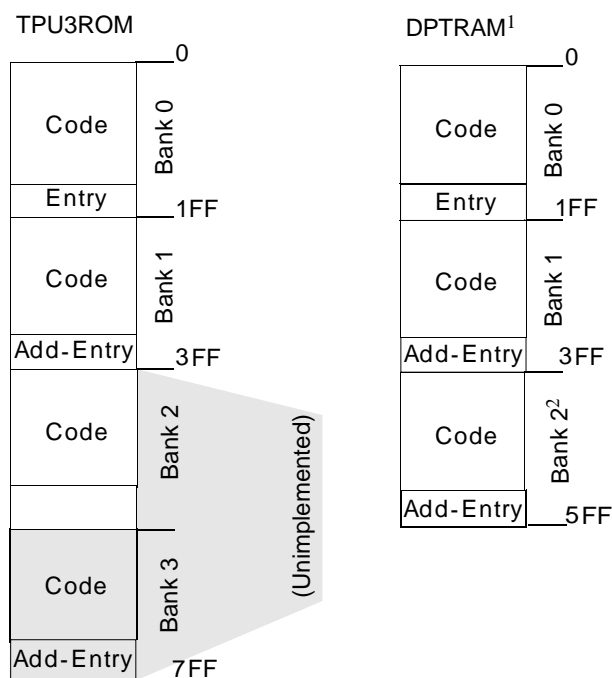 TPU3ROM
0
Code
Bank 0
Entry
1FF
Code
Bank 1
Add-Entry
3FF
Code
Bank 2
(Unimplemented)
Code
Bank 3
Add-Entry
7FF
DPTRAM1
0
Code
Bank 0
Entry
1FF
Code
Bank 1
Add-Entry
3FF
Code
Bank 22
Add-Entry
5FF